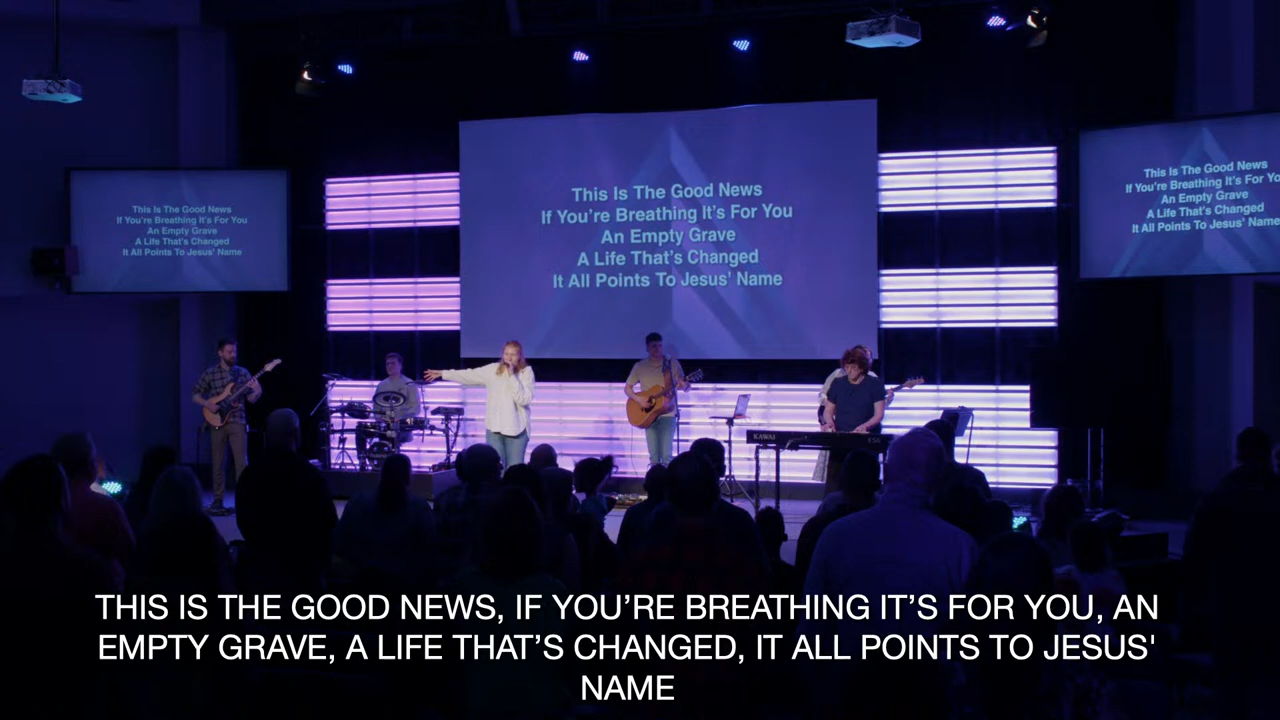 This Is The Good News
If You're Breathing It's For You
An Empty Grave
A Life That's Changed
It All Points To Jesus' Name
This Is The Good News
If You're Breathing It's For You
An Empty Grave
A Life That's Changed
It All Points To Jesus' Name
This Is The Good News
If You're Breathing It's For Yo
An Empty Grave
A Life That's Changed
It All Points To Jesus' Name
KAWAI
THIS IS THE GOOD NEWS, IF YOU’RE BREATHING IT’S FOR YOU, AN
EMPTY GRAVE, A LIFE THAT’S CHANGED, IT ALL POINTS TO JESUS'
NAME